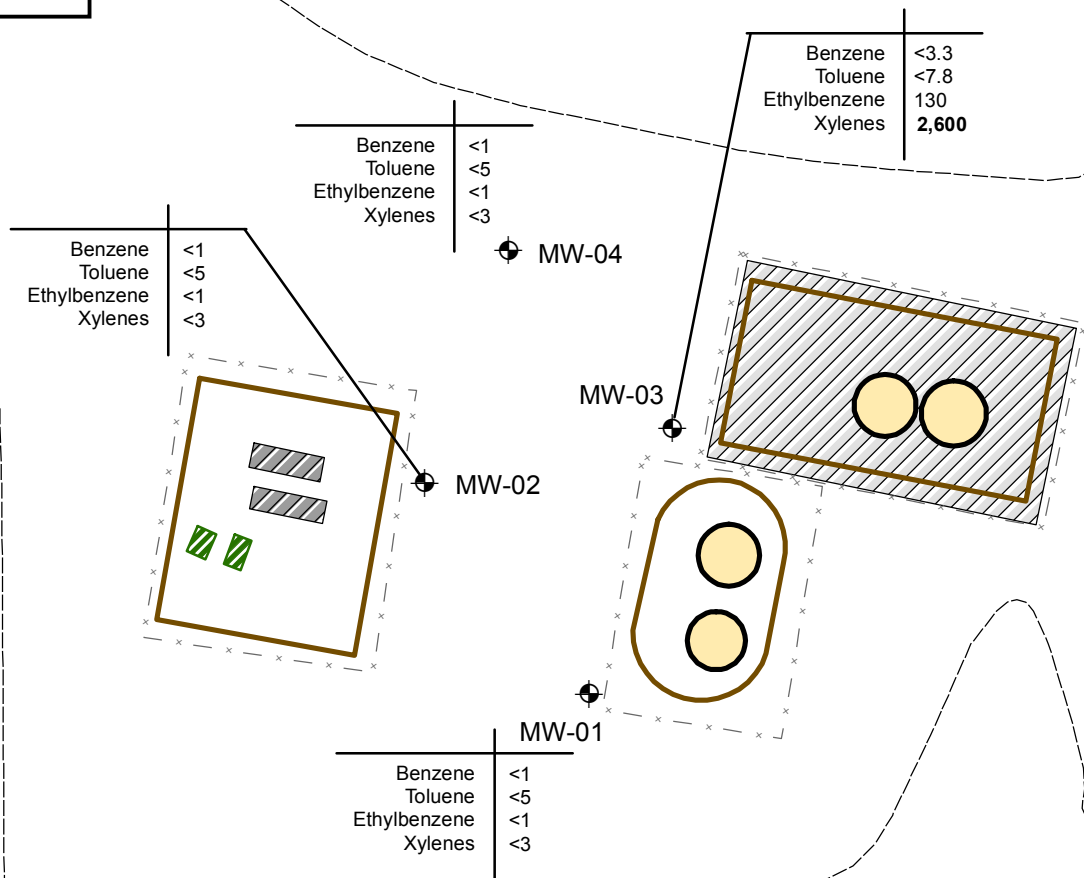 Benzene <3.3
Toluene <7.8
Ethylbenzene 130
Xylenes 2,600
Benzene <1
Toluene <5
Ethylbenzene <1
Xylenes <3
MW-04
Benzene <1
Toluene <5
Ethylbenzene <1
Xylenes <3
MW-03
MW-02
MW-01
Benzene <1
Toluene <5
Ethylbenzene <1
Xylenes <3